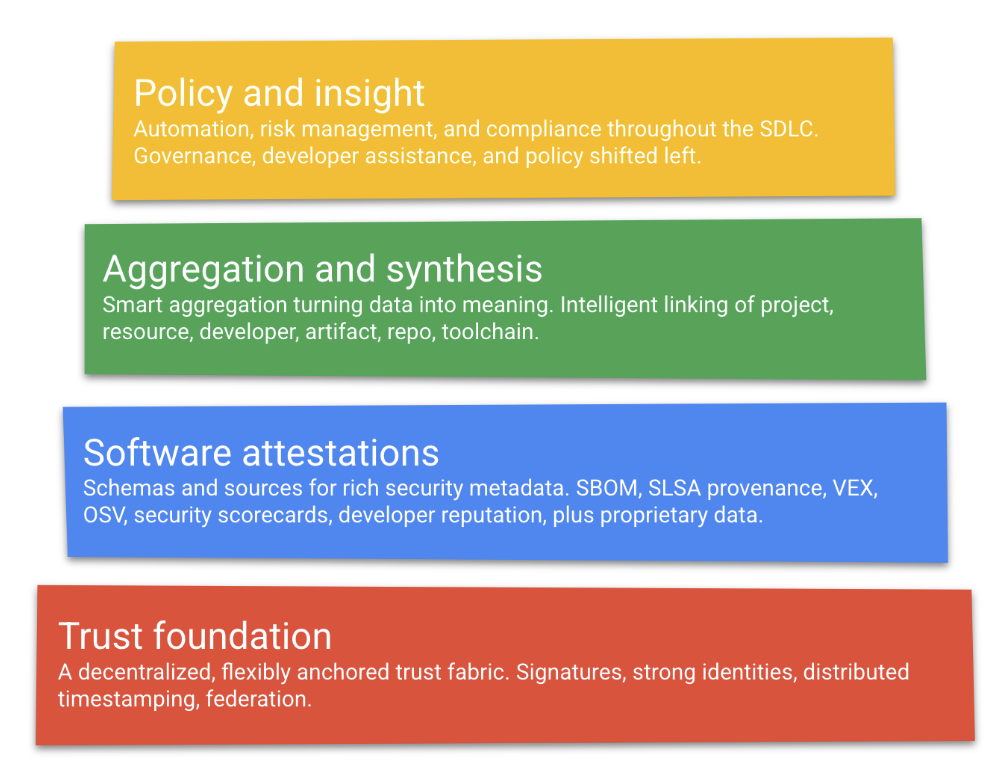 Policy and insight
Automation, risk management, and compliance throughout the SDLC.
Governance, developer assistance, and policy shifted left.
Aggregation and synthesis
Smart aggregation turning data into meaning. Intelligent linking of project,
resource, developer, artifact, repo, toolchain.
Software attestations
Schemas and sources for rich security metadata. SBOM, SLSA provenance, VEX,
OSV, security scorecards, developer reputation, plus proprietary data.
Trust foundation
A decentralized, flexibly anchored trust fabric. Signatures, strong identities, distributed
timestamping, federation.